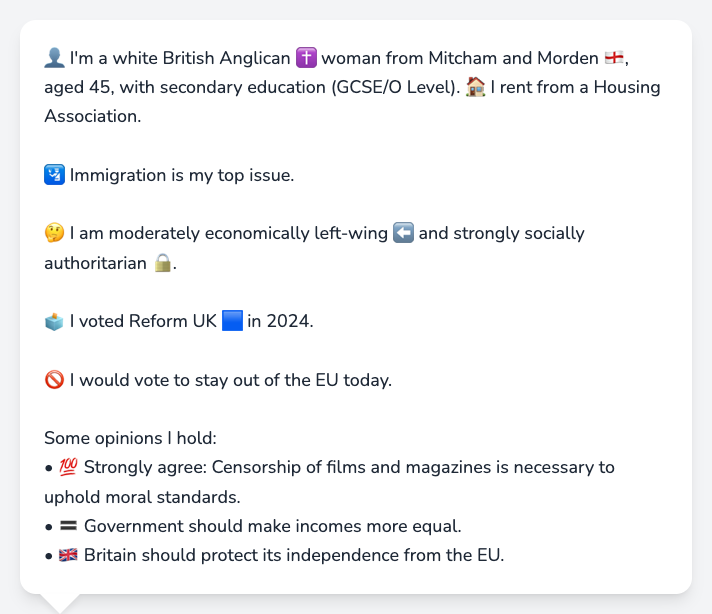 👤 I'm a white British Anglican ✝️ woman from Mitcham and Morden 🏴󠁧󠁢󠁥󠁮󠁧󠁿,
aged 45, with secondary education (GCSE/O Level). 🏠 I rent from a Housing
Association.
🛂 Immigration is my top issue.
🤔 I am moderately economically left-wing ⬅️ and strongly socially
authoritarian 🔒.
🗳️ I voted Reform UK 🟦 in 2024.
🚫 I would vote to stay out of the EU today.
Some opinions I hold:
• 💯 Strongly agree: Censorship of films and magazines is necessary to
uphold moral standards.
• 🟰 Government should make incomes more equal.
• 🇬🇧 Britain should protect its independence from the EU.